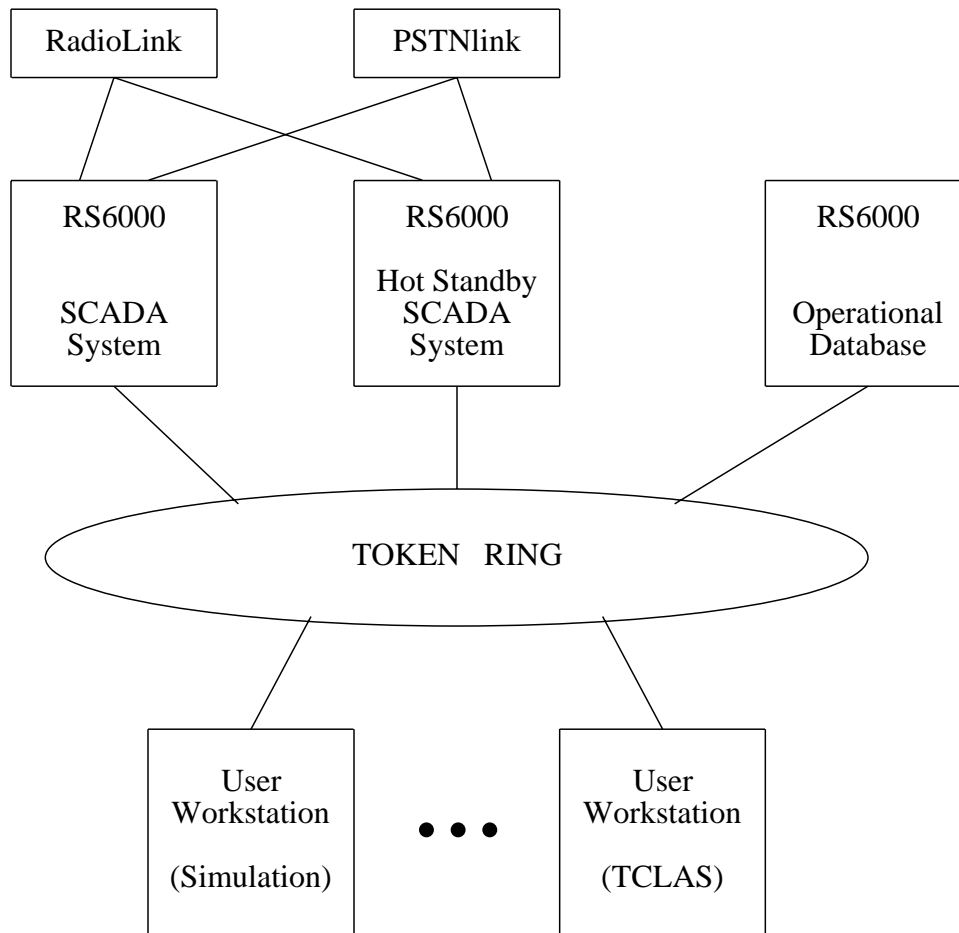 RadioLink
PSTNlink
RS6000
SCADA
System
RS6000
Hot Standby
SCADA
System
RS6000
Operational
Database
TOKEN RING
User
Workstation
(Simulation)
User
Workstation
(TCLAS)